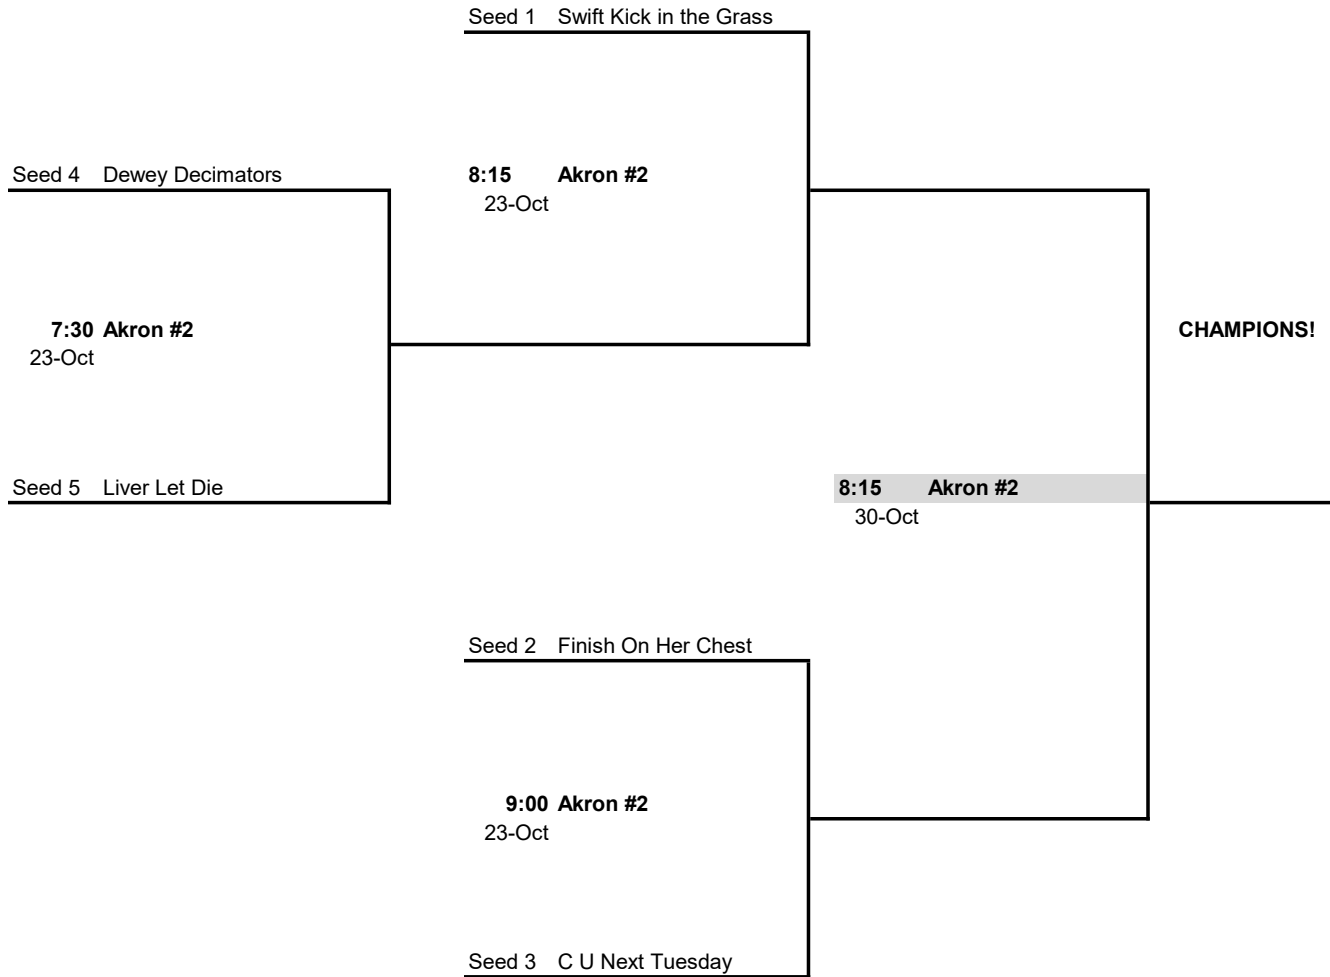 Seed 1 Swift Kick in the Grass
Seed 4 Dewey Decimators
8:15 Akron #2
23-Oct
7:30 Akron #2
23-Oct
CHAMPIONS!
Seed 5 Liver Let Die
8:15 Akron #2
30-Oct
Seed 2 Finish On Her Chest
9:00 Akron #2
23-Oct
Seed 3 C U Next Tuesday